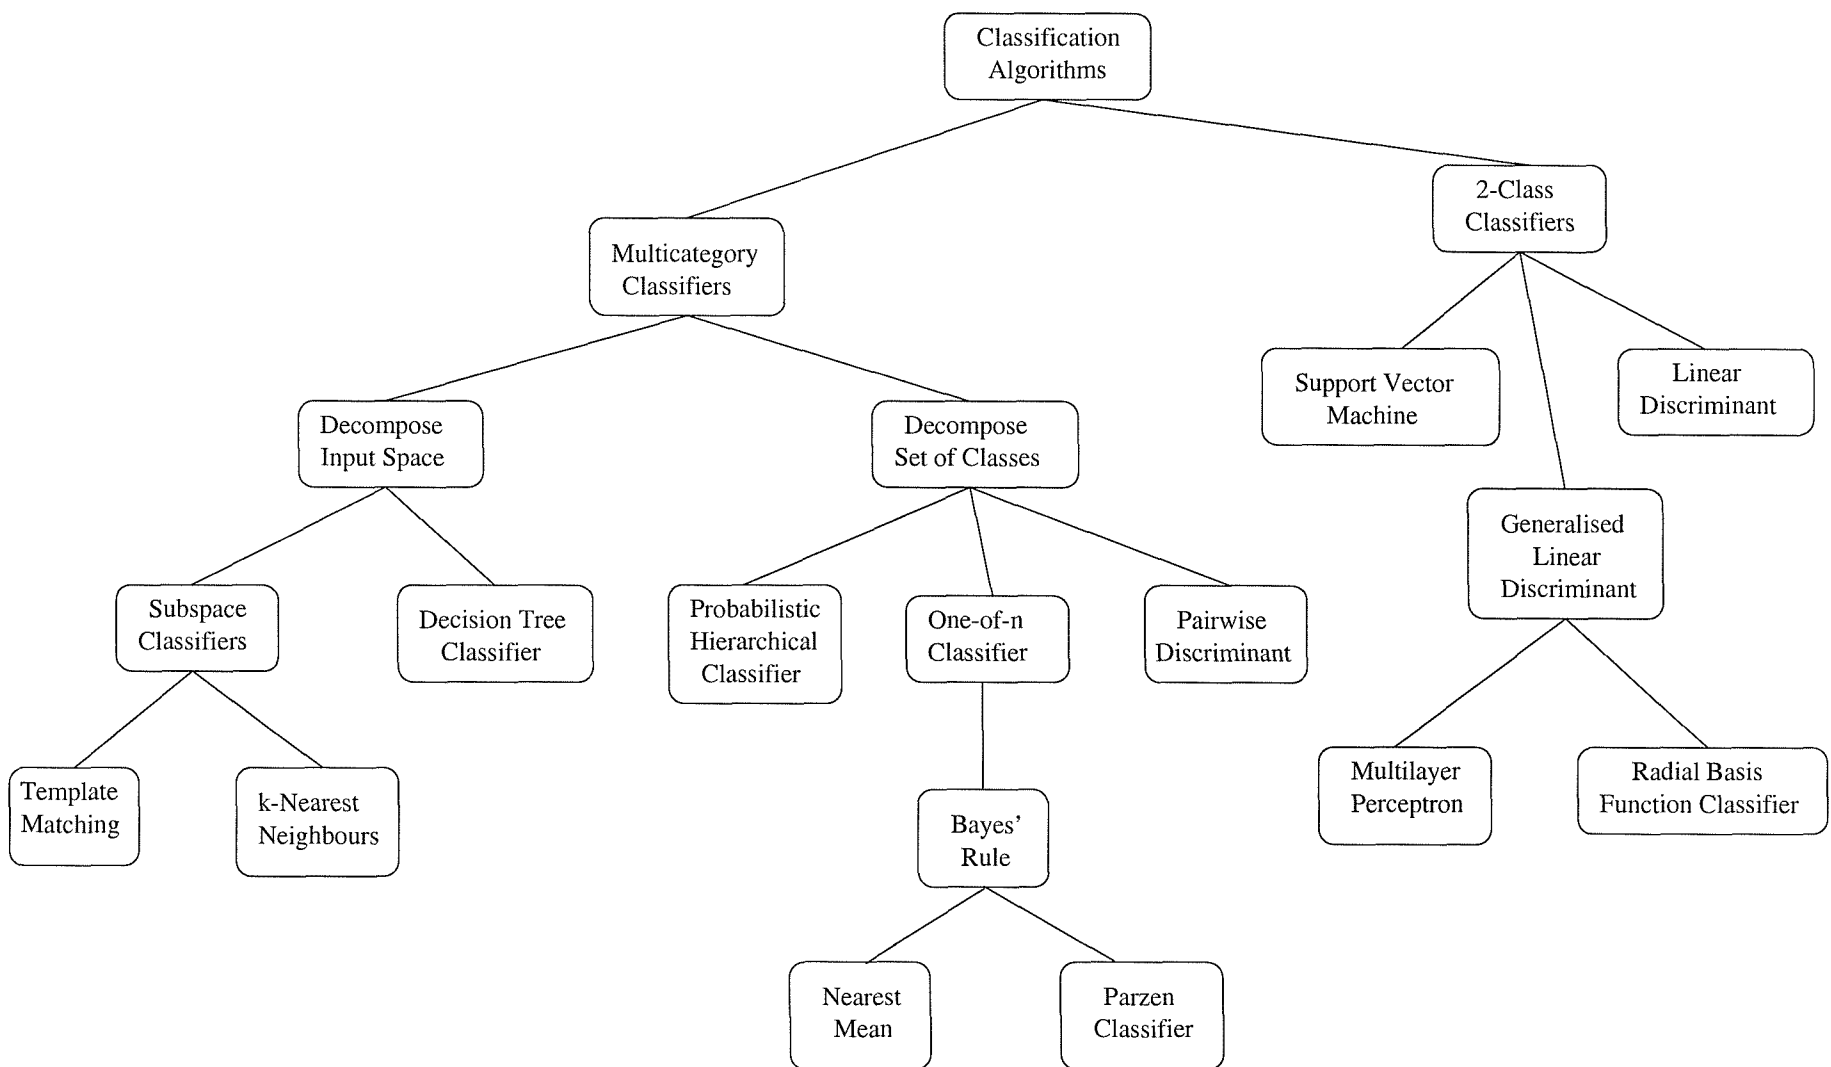 Classification
Algorithms
2-Class
Classifiers
Multicategory
Classifiers
Support Vector
Machine
Linear
Discriminant
Decompose
Input Space
Decompose
Set of Classes
Generalised
Linear
Discriminant
Subspace
Classifiers
Decision Tree
Classifier
Probabilistic
Hierarchical
Classifier
One-of-n
Classifier
Pairwise
Discriminant
Template
Matching
k-Nearest
Neighbours
Bayes’
Rule
Multilayer
Perceptron
Radial Basis
Function Classifier
Nearest
Mean
Parzen
Classifier